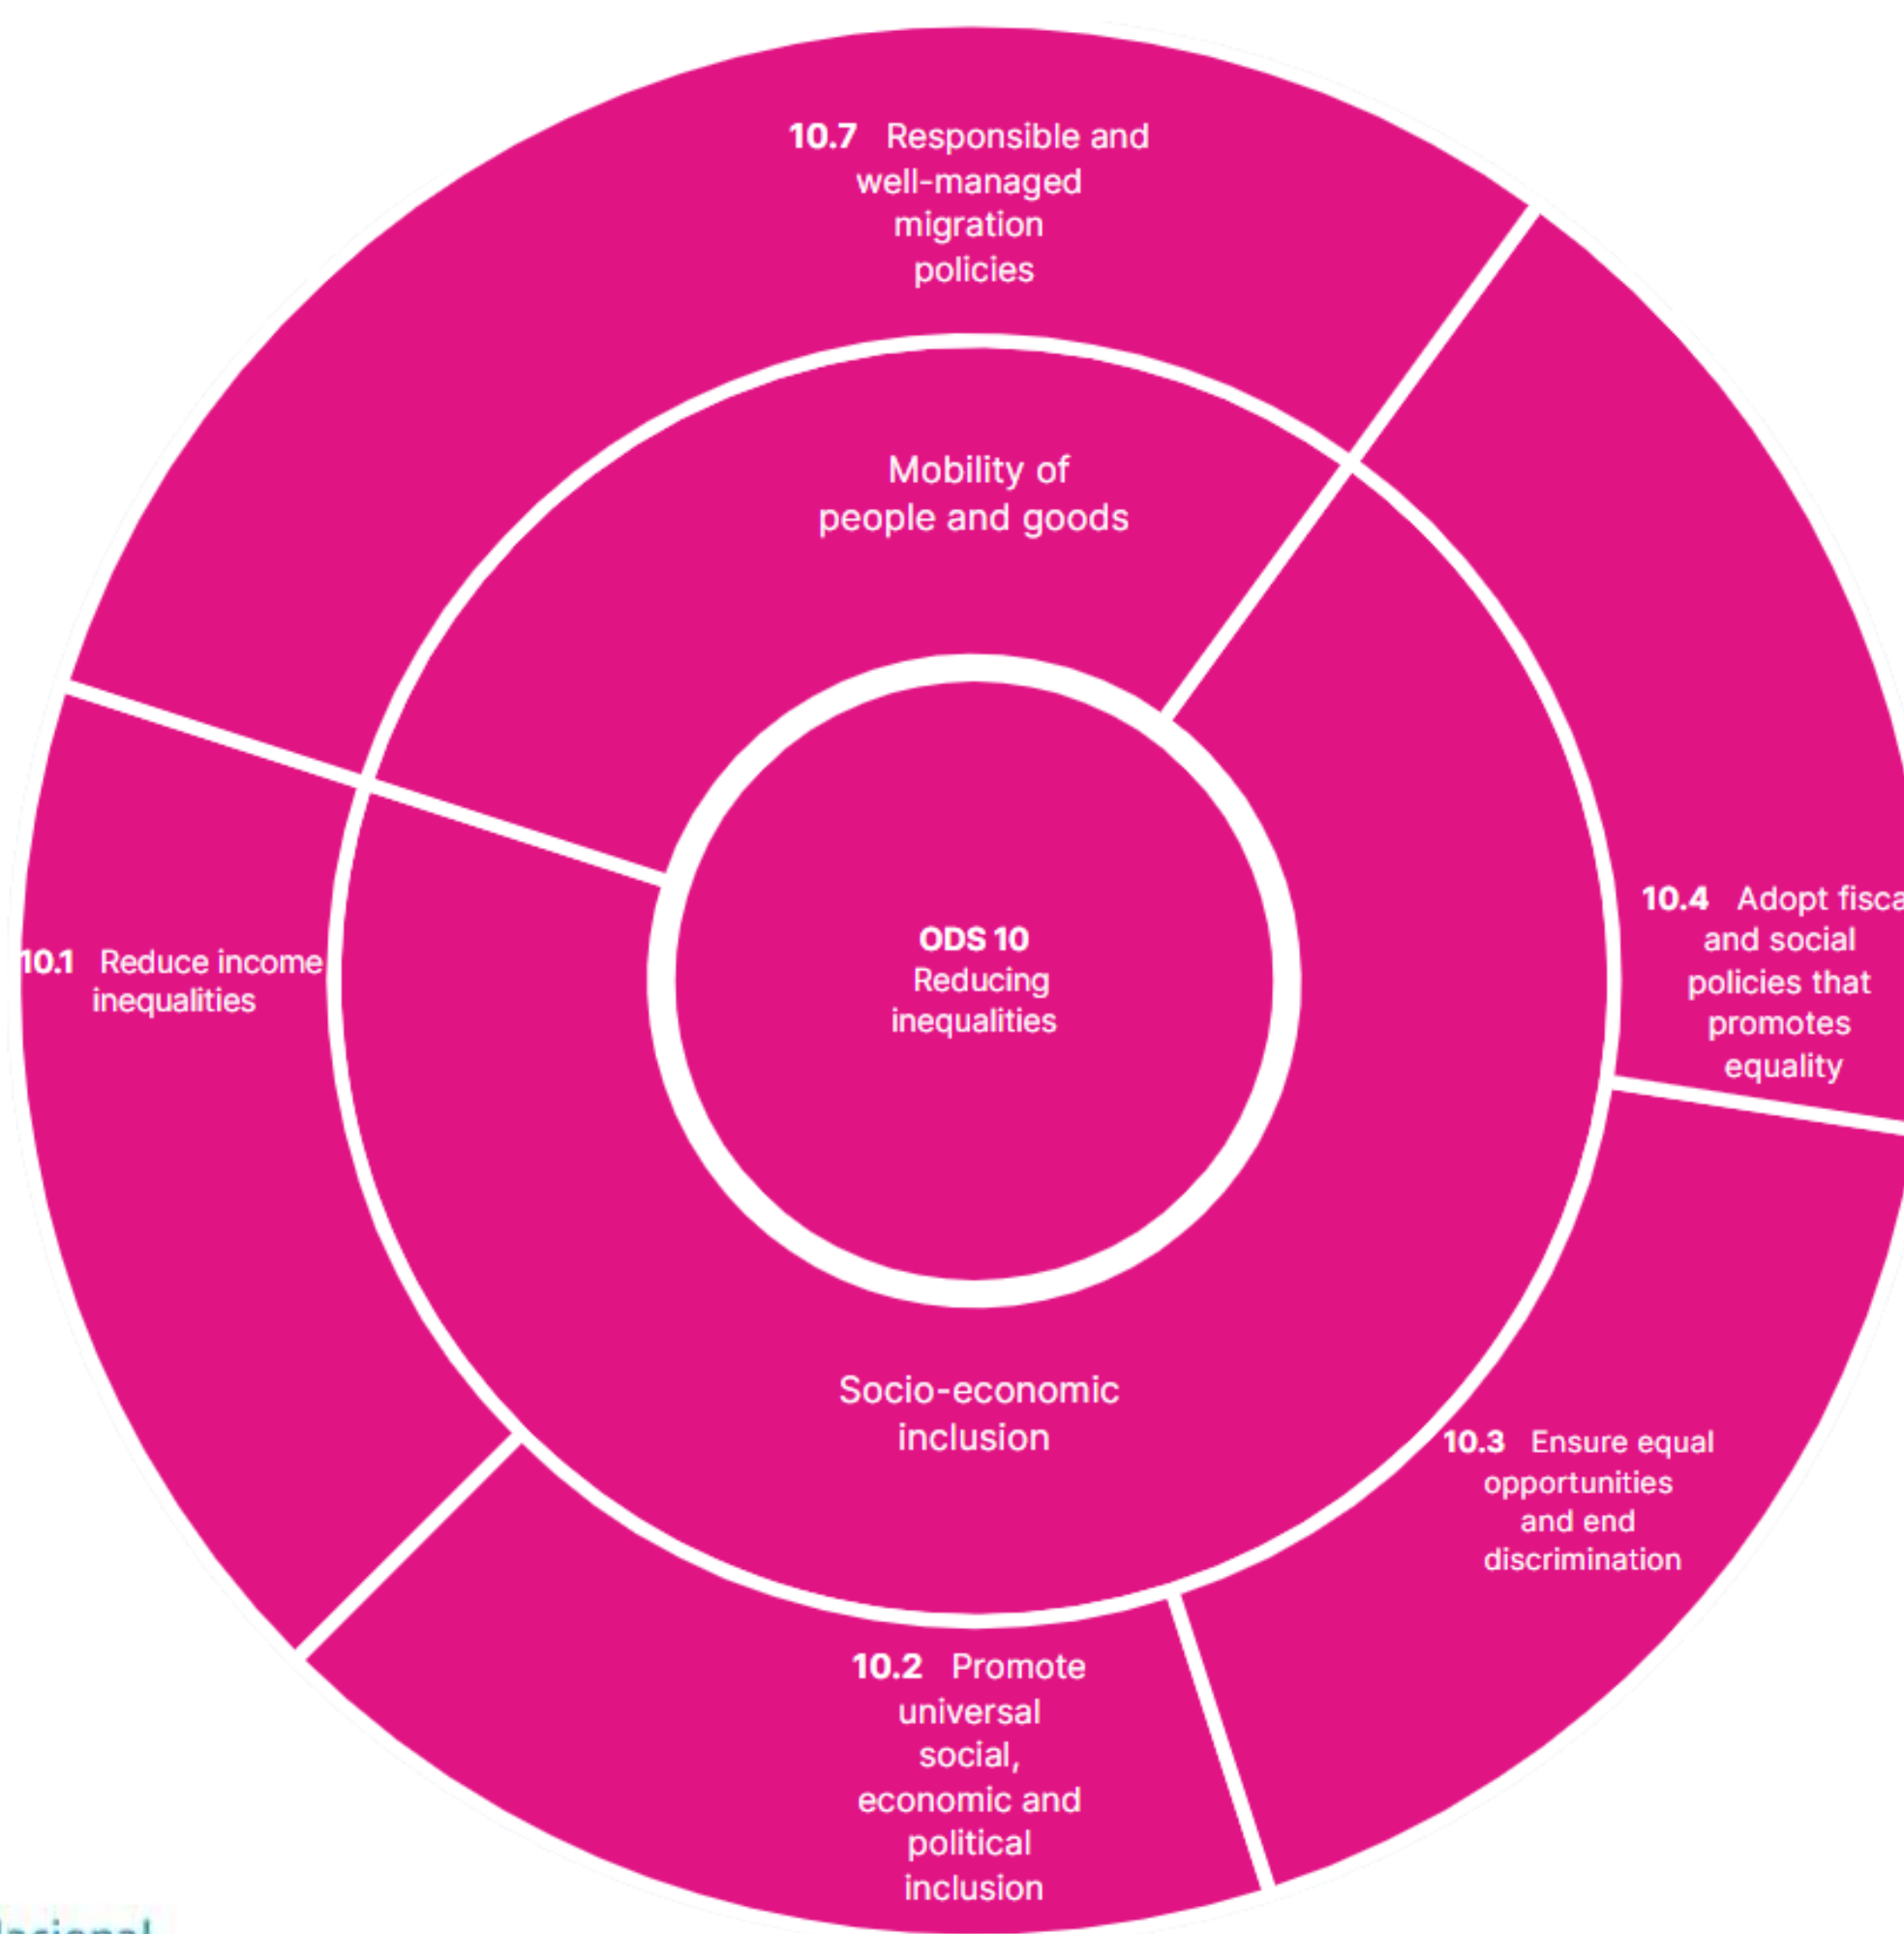 10.7 Responsible and
well-managed
migration
policies
Mobility of
people and goods
10.4
Adopt
and social
policies that
promotes
equality
10.1 Reduce income
inequalities
ODS 10
Reducing
inequalities
Socio-economic
inclusion
10.3 Ensure equal
opportunities
and end
discrimination
10.2 Promote
universal
social,
economic and
political
inclusion